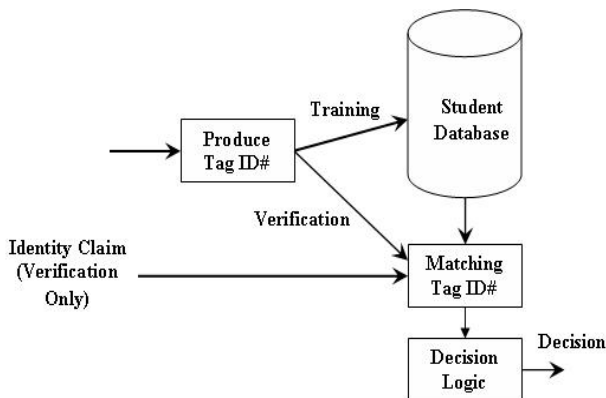 Training
Student
Database
Produce
Tag ID#
Verification
Identity Claim
(Verification
Only)
Matching
Tag ID#
Decision
Decision
Logic